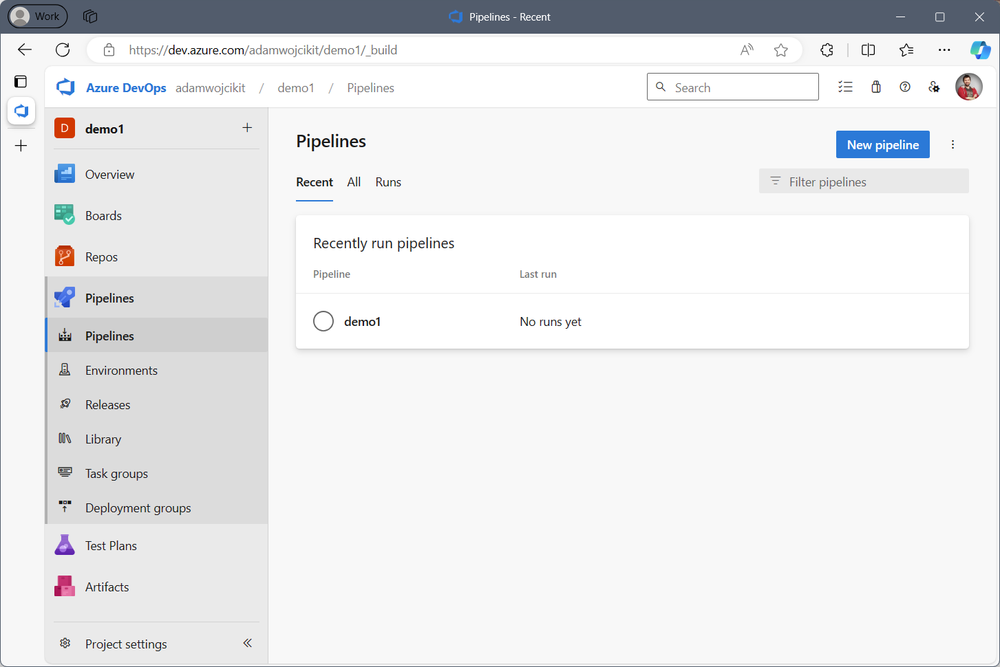 Work
Pipelines - Recent
https://dev.azure.com/adamwojcikit/demo1/_build
Azure DevOps adamwojcikit / demo1 / Pipelines
Search
D demo1
Overview
Boards
Repos
Pipelines
Pipelines
Environments
Releases
Library
Task groups
Deployment groups
Test Plans
Artifacts
Project settings
Pipelines
New pipeline
Recent All Runs
Filter pipelines
Recently run pipelines
Pipeline Last run
demo1 No runs yet